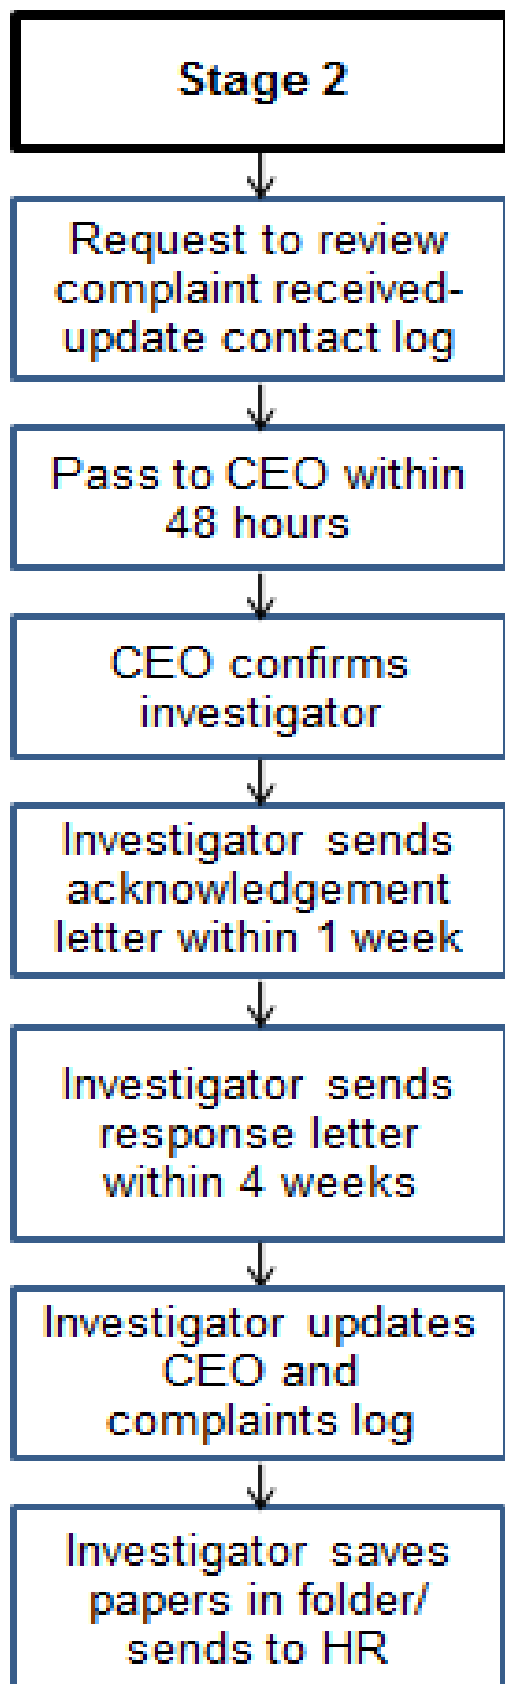 Stage 2
Request to review
complaint received-
update contact log
Pass to CEO within
48 hours
CEO confirms
investigator
Investigator sends
acknowledgement
letter within 1 week
Investigator sends
response letter
within 4 weeks
Investigator updates
CEO and
complaints log
Investigator saves
papers in folder/
sends to HR